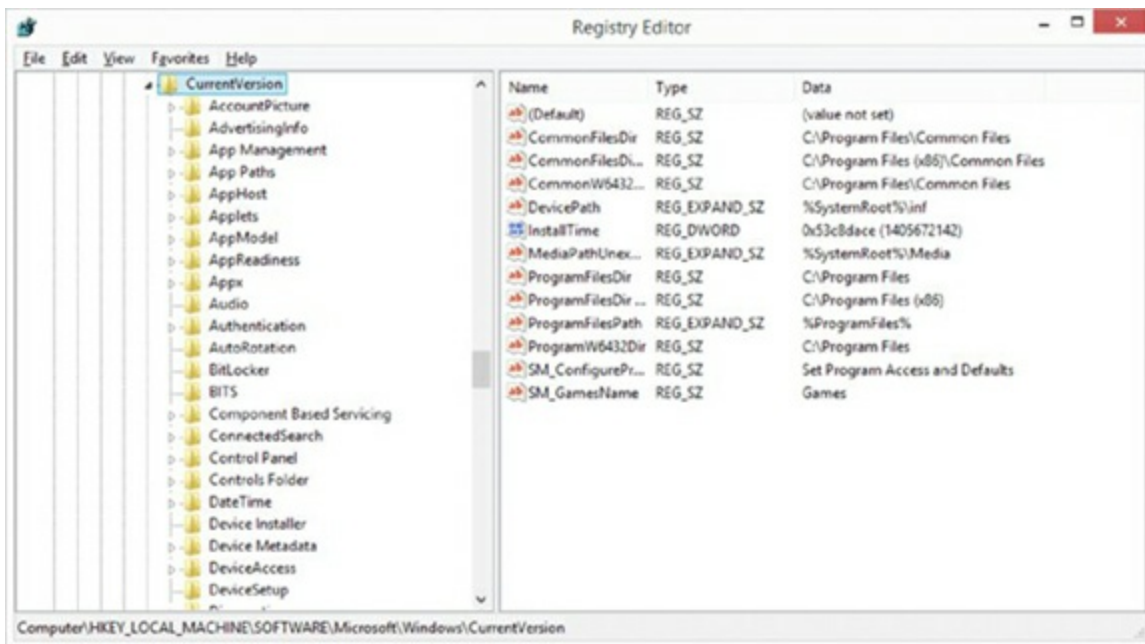 Registry Editor
File Edit View Favorites Help
CurrentVersion
AccountPicture
AdvertisingInfo
App Management
App Paths
AppHost
Applets
AppModel
AppReadiness
Appx
Audio
Authentication
AutoRotation
BitLocker
BITS
Component Based Servicing
ConnectedSearch
Control Panel
Controls Folder
DateTime
Device Installer
Device Metadata
DeviceAccess
DeviceSetup
Name Type Data
(Default) REG_SZ (value not set)
CommonFilesDir REG_SZ C:\Program Files\Common Files
CommonFilesDi... REG_SZ C:\Program Files (x86)\Common Files
CommonW6432... REG_SZ C:\Program Files\Common Files
DevicePath REG_EXPAND_SZ %SystemRoot%\inf
InstallTime REG_DWORD 0x53c8dace (1405672142)
MediaPathUnex... REG_EXPAND_SZ %SystemRoot%\Media
ProgramFilesDir REG_SZ C:\Program Files
ProgramFilesDir ... REG_SZ C:\Program Files (x86)
ProgramFilesPath REG_EXPAND_SZ %ProgramFiles%
ProgramW6432Dir REG_SZ C:\Program Files
SM_ConfigurePr... REG_SZ Set Program Access and Defaults
SM_GamesName REG_SZ Games
Computer\HKEY_LOCAL_MACHINE\SOFTWARE\Microsoft\Windows\CurrentVersion